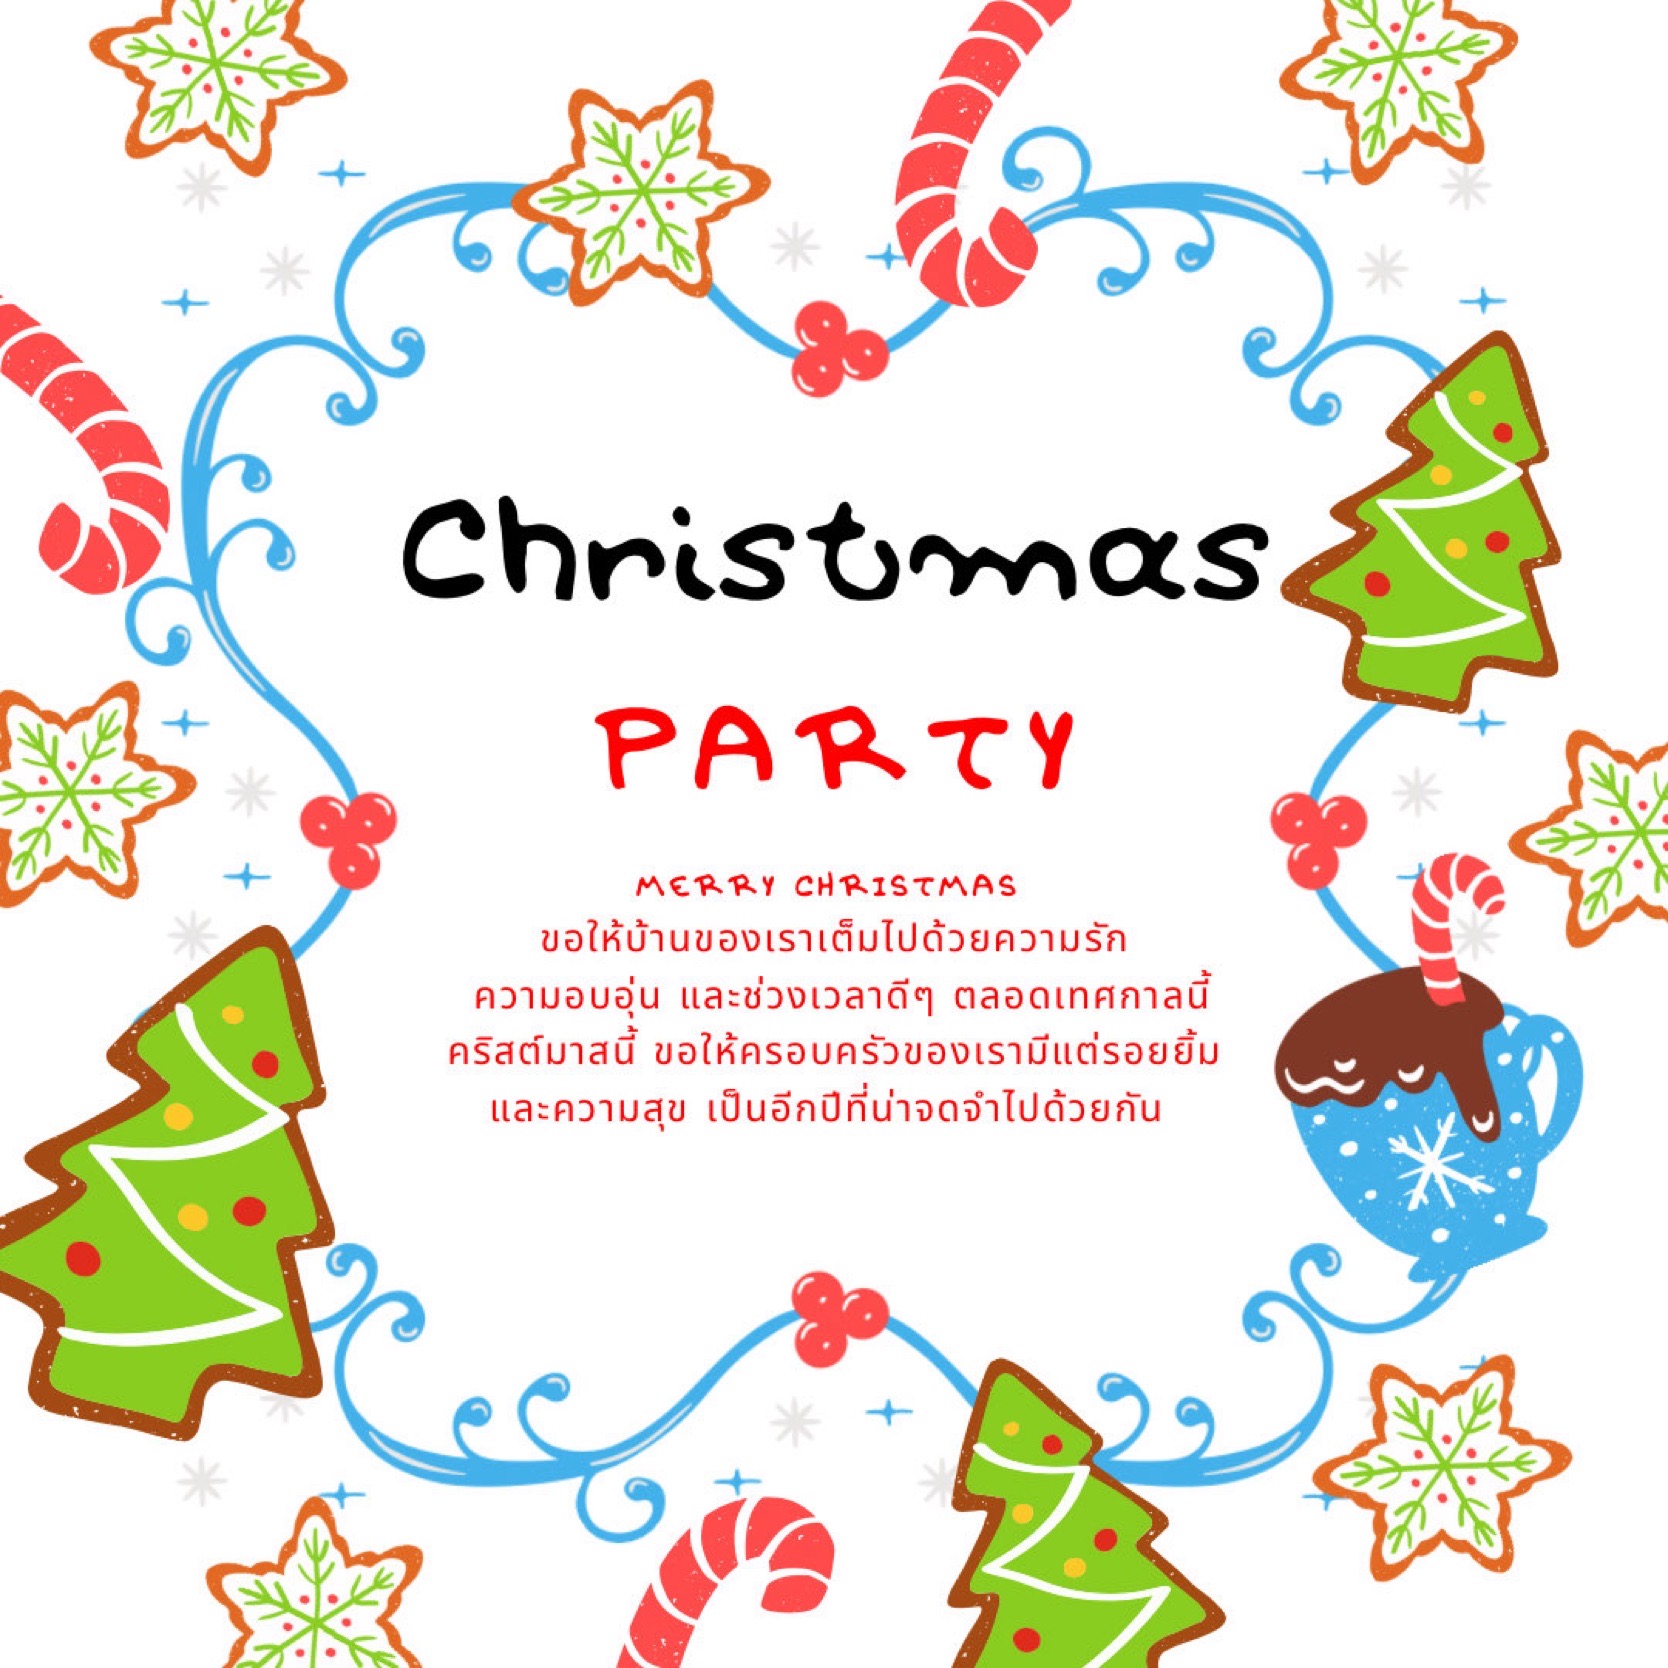 Christmas
PARTY
MERRY CHRISTMAS
ขอให้บ้านของเราเต็มไปด้วยความรัก
ความอบอุ่น และช่วงเวลาดีๆ ตลอดเทศกาลนี้
คริสต์มาสนี้ ขอให้ครอบครัวของเรามีแต่รอยยิ้ม
และความสุข เป็นอีกปีที่น่าจดจำไปด้วยกัน